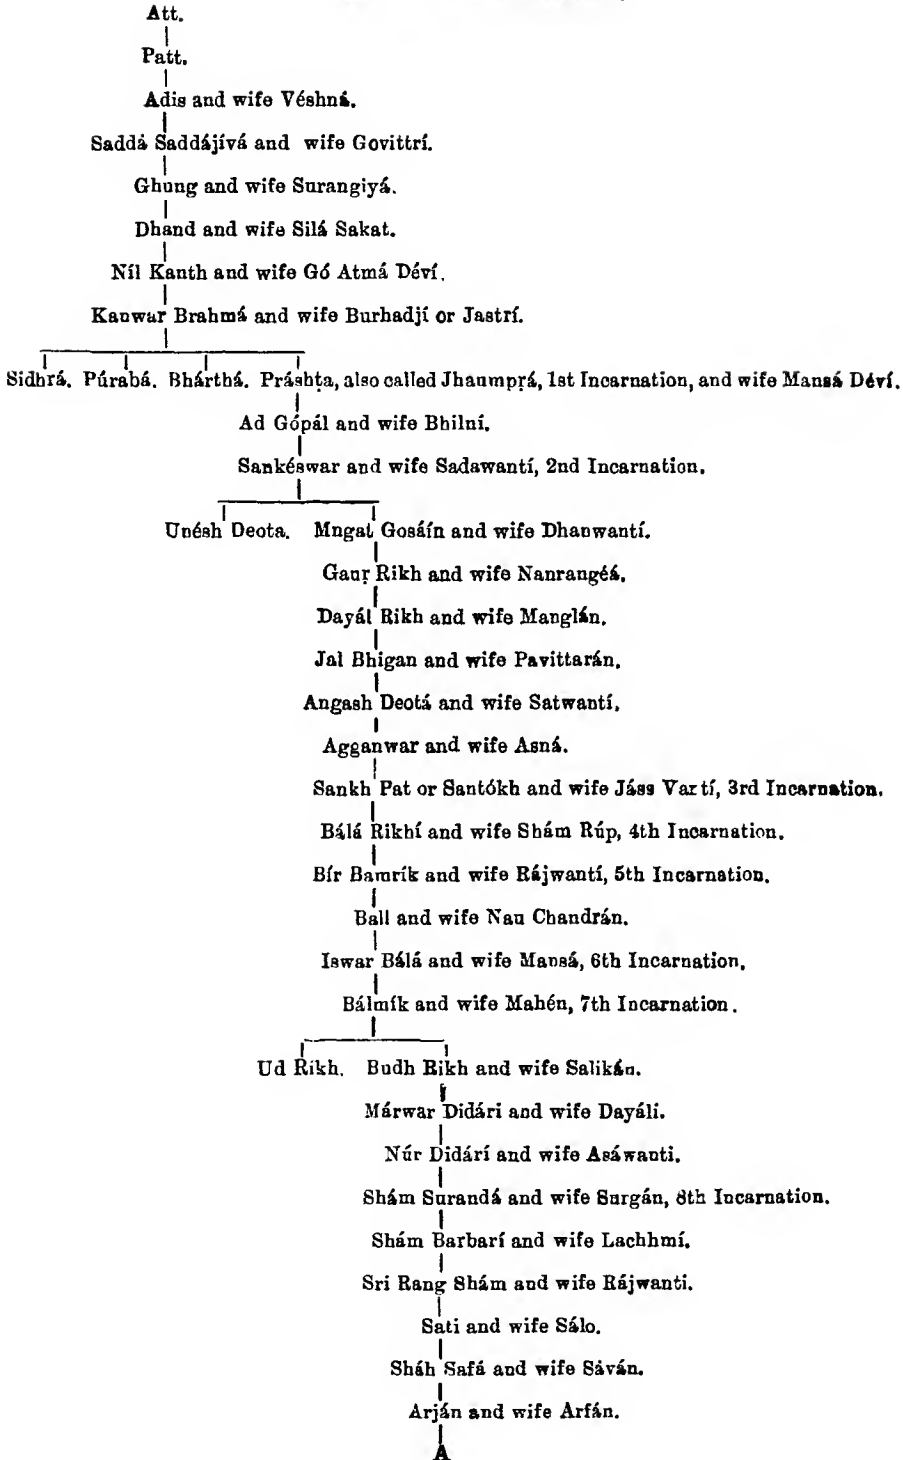 Att.
Patt.
Adis and wife Véshná.
Saddá Saddájívá and wife Govittrí.
Ghung and wife Surangiyá.
Dhand and wife Silá Sakat.
Níl Kanth and wife Gó Atmá Déví.
Kanwar Brahmá and wife Burhadjí or Jastrí.
Sidhrá. Púrabá. Bhárthá. Práshṭa, also called Jhaumpṛá, 1st Incarnation, and wife Mansá Déví.
Ad Gópál and wife Bhilní.
Sankéswar and wife Sadawantí, 2nd Incarnation.
Unésh Deota. Mngat Gosáín and wife Dhanwantí.
Gauṛ Rikh and wife Nanrangéá.
Dayál Rikh and wife Manglán.
Jal Bhigan and wife Pavittarán.
Angash Deotá and wife Satwantí.
Agganwar and wife Asná.
Sankh Pat or Santókh and wife Jáss Vartí, 3rd Incarnation.
Bálá Rikhí and wife Shám Rúp, 4th Incarnation.
Bír Bamrík and wife Rájwantí, 5th Incarnation.
Ball and wife Nau Chandrán.
Iswar Bálá and wife Mansá, 6th Incarnation.
Bálmík and wife Mahén, 7th Incarnation.
Ud Rikh. Budh Rikh and wife Salikán.
Márwar Didári and wife Dayáli.
Núr Didárí and wife Asáwanti.
Shám Surandá and wife Surgán, 8th Incarnation.
Shám Barbarí and wife Lachhmí.
Sri Rang Shám and wife Rájwanti.
Sati and wife Sálo.
Sháh Safá and wife Sáván.
Arján and wife Arfán.
A